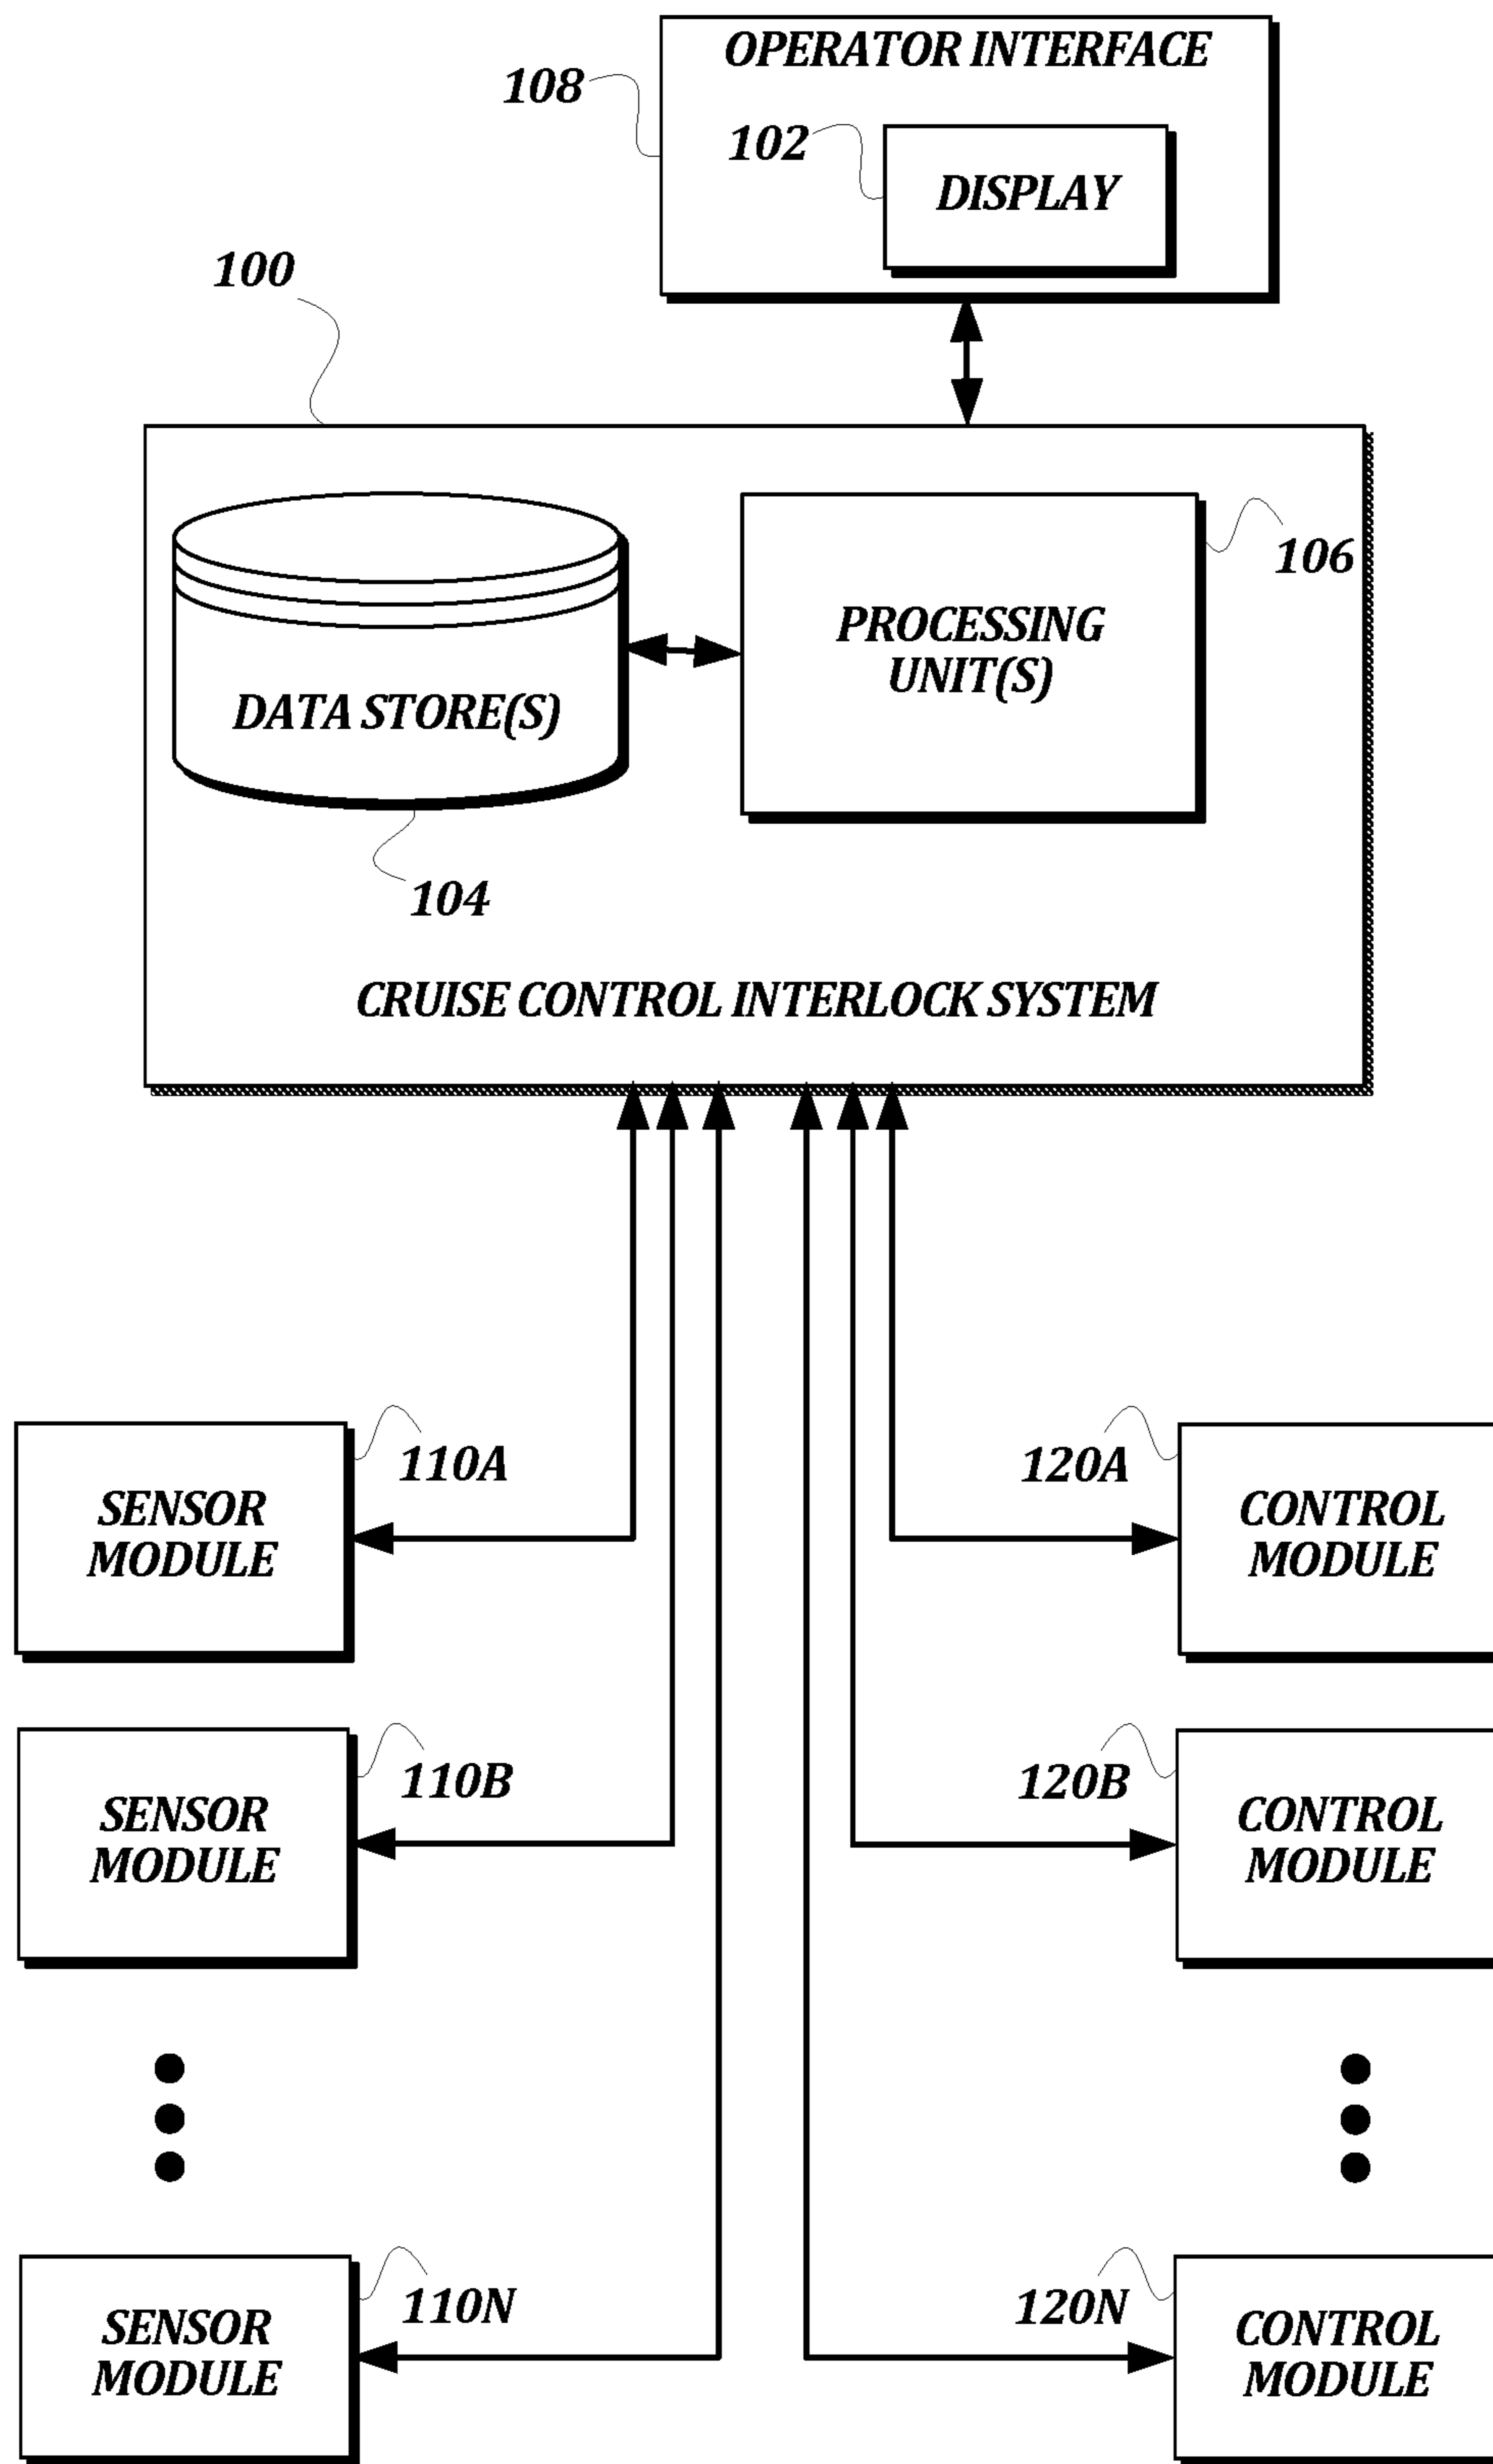 OPERATOR INTERFACE
108
102
DISPLAY
100
106
PROCESSING
UNIT(S)
DATA STORE(S)
104
CRUISE CONTROL INTERLOCK SYSTEM
110A
120A
SENSOR
MODULE
CONTROL
MODULE
110B
120B
SENSOR
MODULE
CONTROL
MODULE
110N
120N
SENSOR
MODULE
CONTROL
MODULE